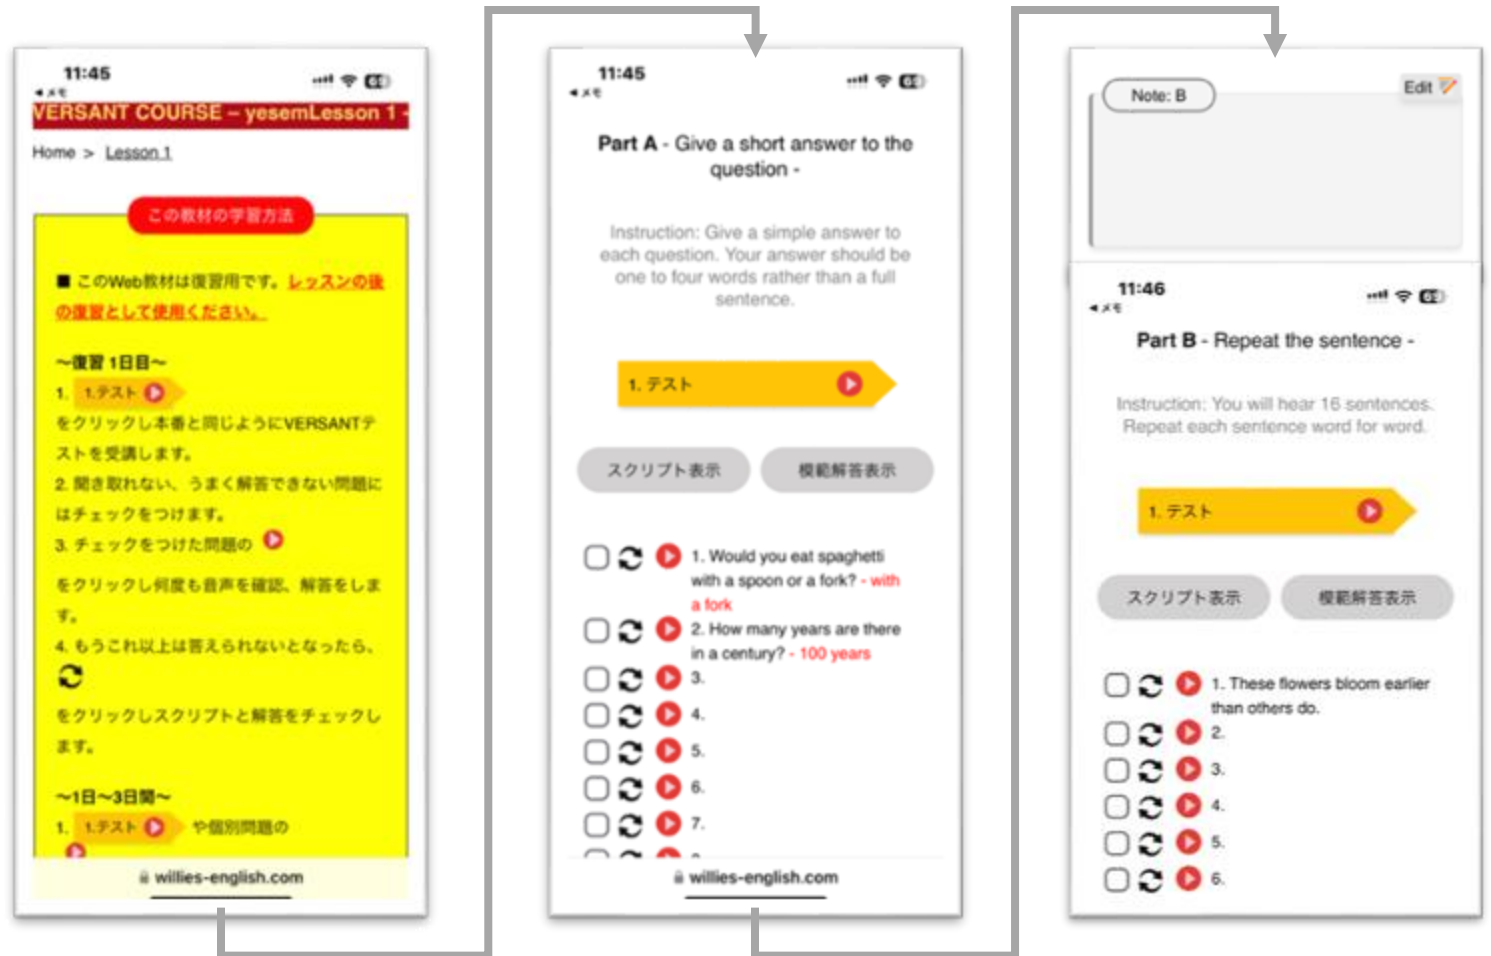 11:45
メモ
VERSANT COURSE – yesemLesson 1 -
Home > Lesson 1
この教材の学習方法
■ このWeb教材は復習用です。レッスンの後
の復習として使用ください。
～復習 1日目～
1. 1.テスト
をクリックし本番と同じようにVERSANTテ
ストを受講します。
2. 聞き取れない、うまく解答できない問題に
はチェックをつけます。
3. チェックをつけた問題の
をクリックし何度も音声を確認、解答をしま
す。
4. もうこれ以上は答えられないとなったら、
をクリックしスクリプトと解答をチェックし
ます。
～1日～3日間～
1. 1.テスト や個別問題の
willies-english.com
11:45
メモ
Part A - Give a short answer to the
question -
Instruction: Give a simple answer to
each question. Your answer should be
one to four words rather than a full
sentence.
1. テスト
スクリプト表示 模範解答表示
1. Would you eat spaghetti
with a spoon or a fork? - with
a fork
2. How many years are there
in a century? - 100 years
3.
4.
5.
6.
7.
willies-english.com
Note: B
Edit
11:46
メモ
Part B - Repeat the sentence -
Instruction: You will hear 16 sentences.
Repeat each sentence word for word.
1. テスト
スクリプト表示 模範解答表示
1. These flowers bloom earlier
than others do.
2.
3.
4.
5.
6.